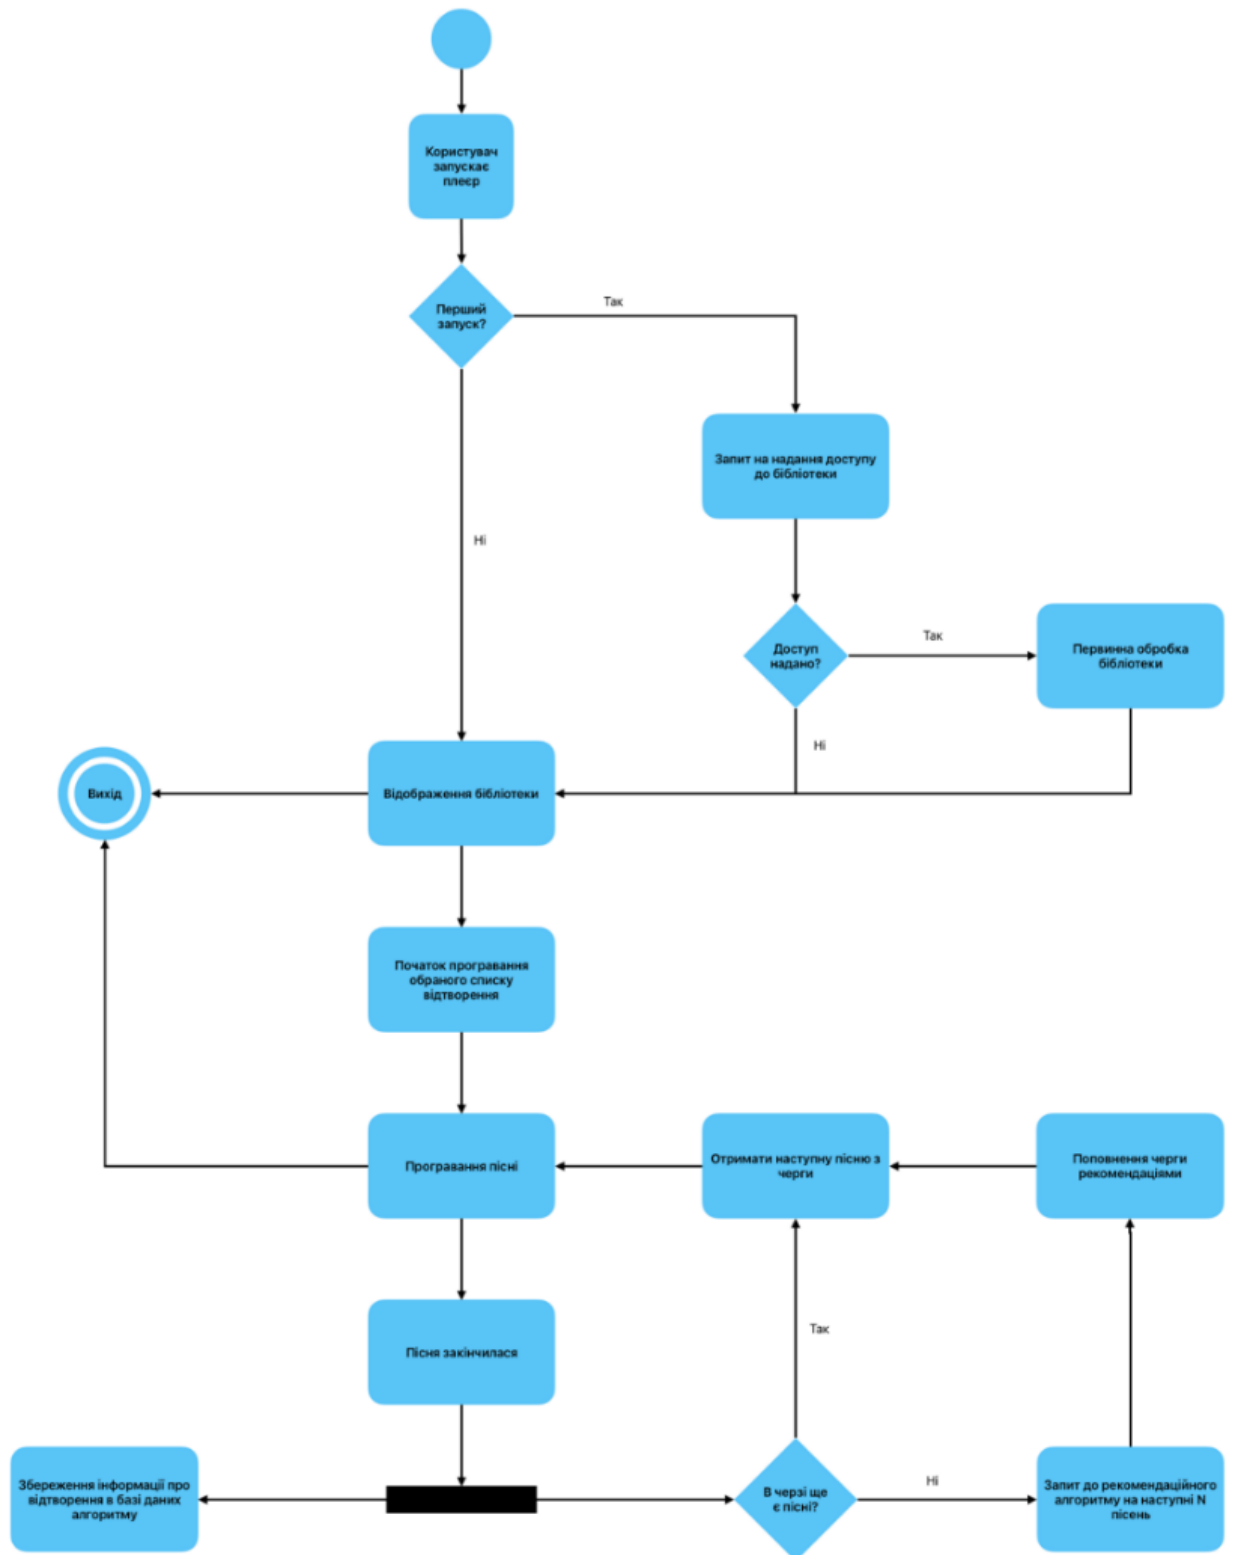 Користувач
запускає
плеєр
Перший
запуск?
Так
Запит на надання доступу
до бібліотеки
Ні
Доступ
надано?
Так
Первинна обробка
бібліотеки
Ні
Вихід
Відображення бібліотеки
Початок програвання
обраного списку
відтворення
Програвання пісні
Отримати наступну пісню з
черги
Поповнення черги
рекомендаціями
Так
Пісня закінчилася
Збереження інформації про
відтворення в базі даних
алгоритму
В черзі ще
є пісні?
Ні
Запит до рекомендаційного
алгоритму на наступні N
пісень